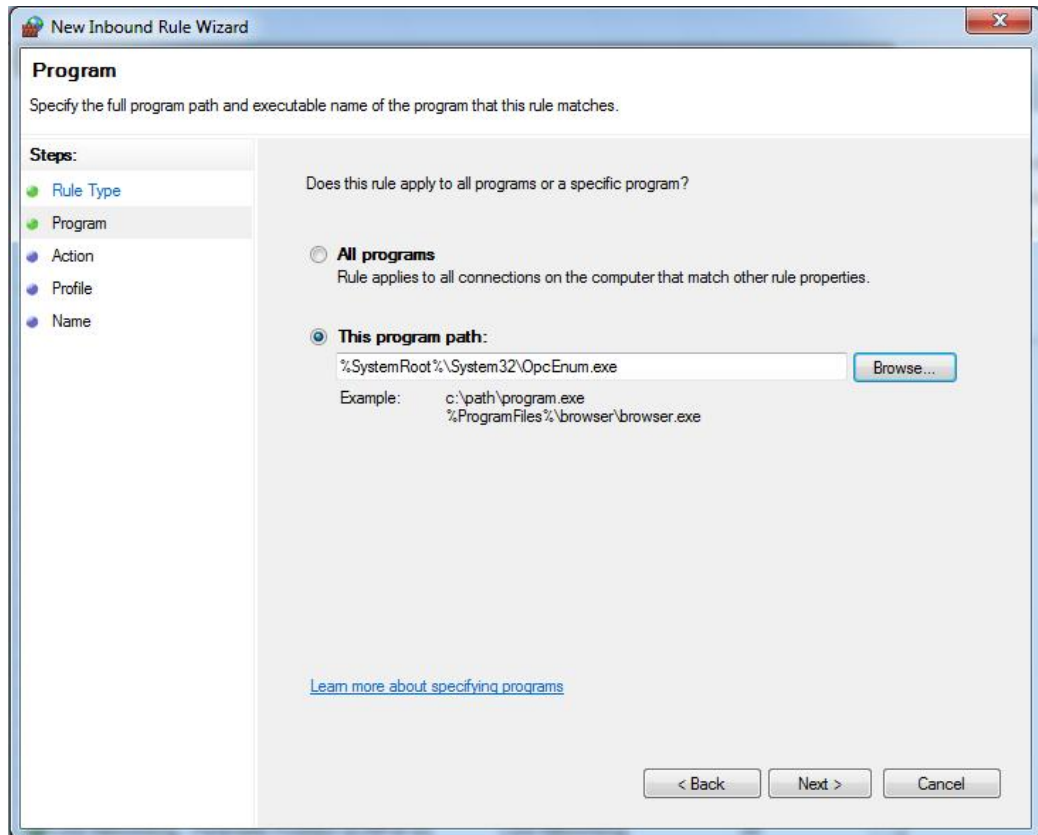 New Inbound Rule Wizard
Program
Specify the full program path and executable name of the program that this rule matches.
Steps:
Rule Type
Program
Action
Profile
Name
Does this rule apply to all programs or a specific program?
All programs
Rule applies to all connections on the computer that match other rule properties.
This program path:
%SystemRoot%\System32\OpcEnum.exe
Browse...
Example: c:\path\program.exe
%ProgramFiles%\browser\browser.exe
Learn more about specifying programs
< Back Next > Cancel